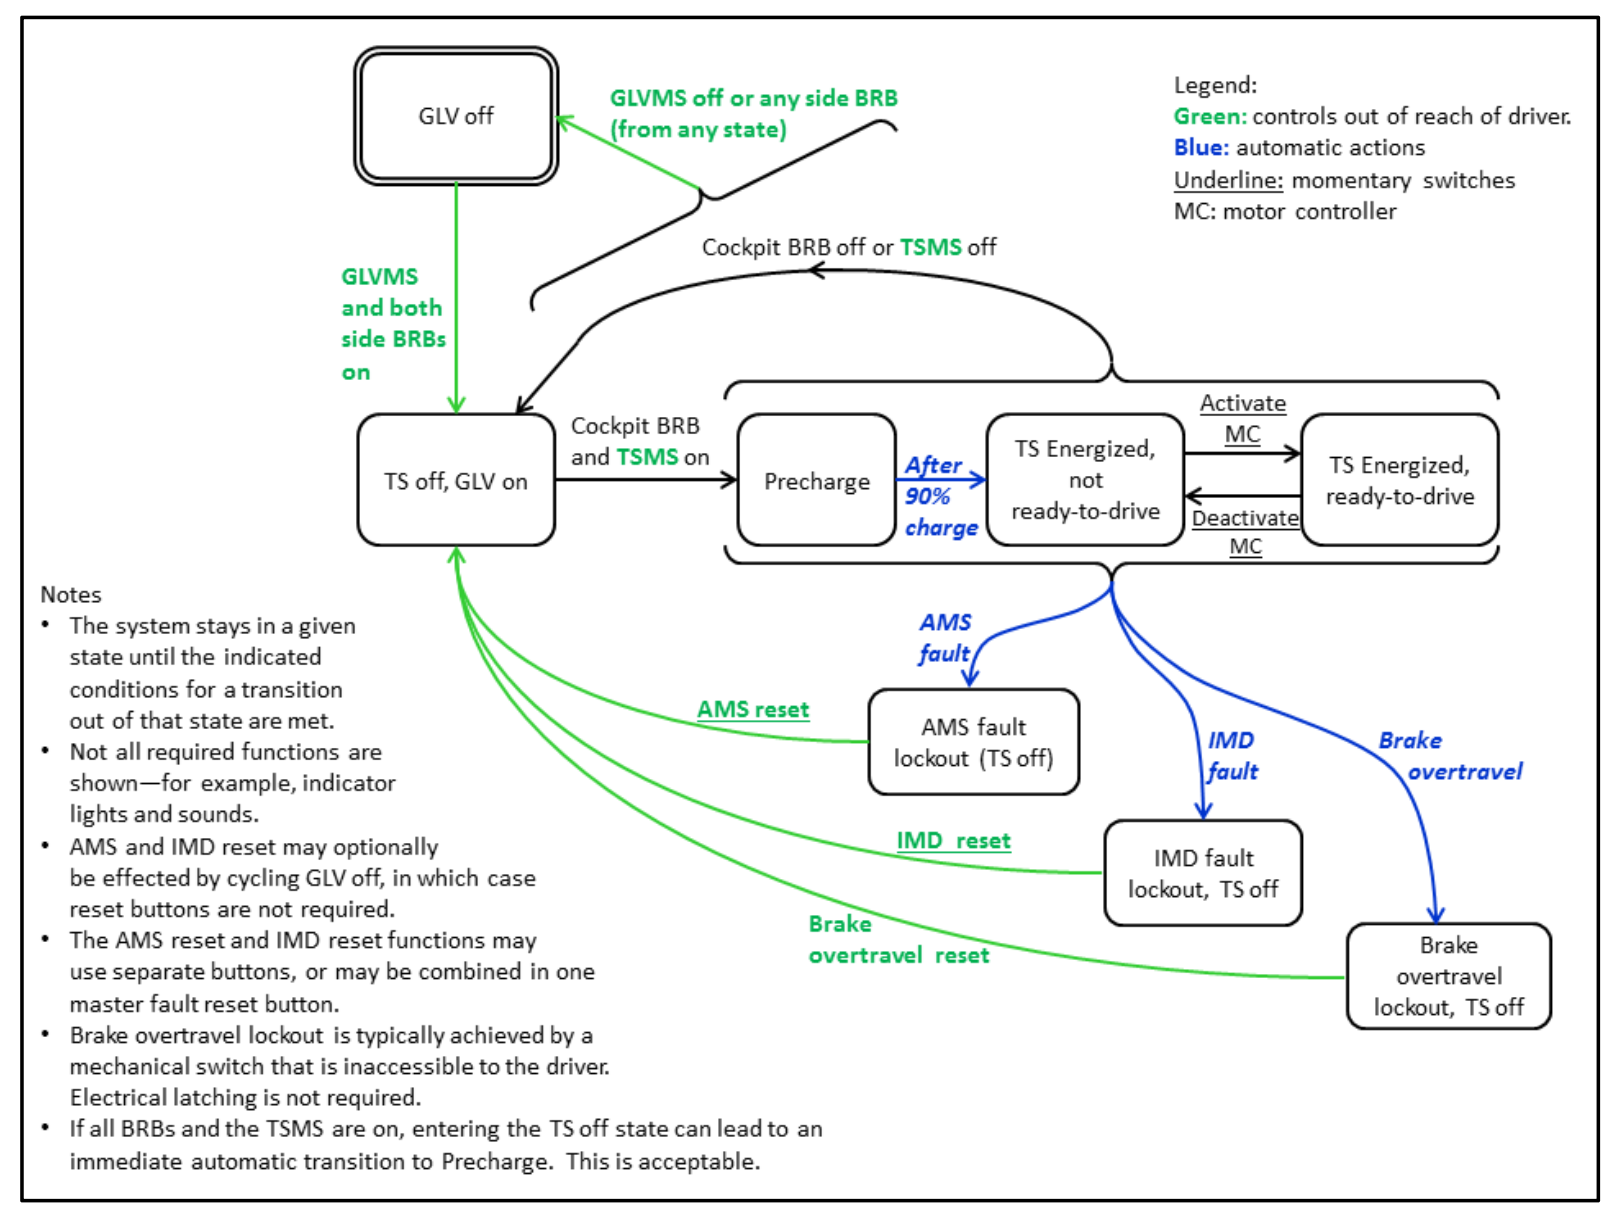 GLV off
GLVMS off or any side BRB
(from any state)
Legend:
Green: controls out of reach of driver.
Blue: automatic actions
Underline: momentary switches
MC: motor controller
Cockpit BRB off or TSMS off
GLVMS
and both
side BRBs
on
TS off, GLV on
Cockpit BRB
and TSMS on
Precharge
After
90%
charge
TS Energized,
not
ready-to-drive
Activate
MC
Deactivate
MC
TS Energized,
ready-to-drive
AMS
fault
AMS reset
AMS fault
lockout (TS off)
IMD
fault
Brake
overtravel
IMD reset
IMD fault
lockout, TS off
Brake
overtravel reset
Brake
overtravel
lockout, TS off
Notes
• The system stays in a given
state until the indicated
conditions for a transition
out of that state are met.
• Not all required functions are
shown—for example, indicator
lights and sounds.
• AMS and IMD reset may optionally
be effected by cycling GLV off, in which case
reset buttons are not required.
• The AMS reset and IMD reset functions may
use separate buttons, or may be combined in one
master fault reset button.
• Brake overtravel lockout is typically achieved by a
mechanical switch that is inaccessible to the driver.
Electrical latching is not required.
• If all BRBs and the TSMS are on, entering the TS off state can lead to an
immediate automatic transition to Precharge. This is acceptable.